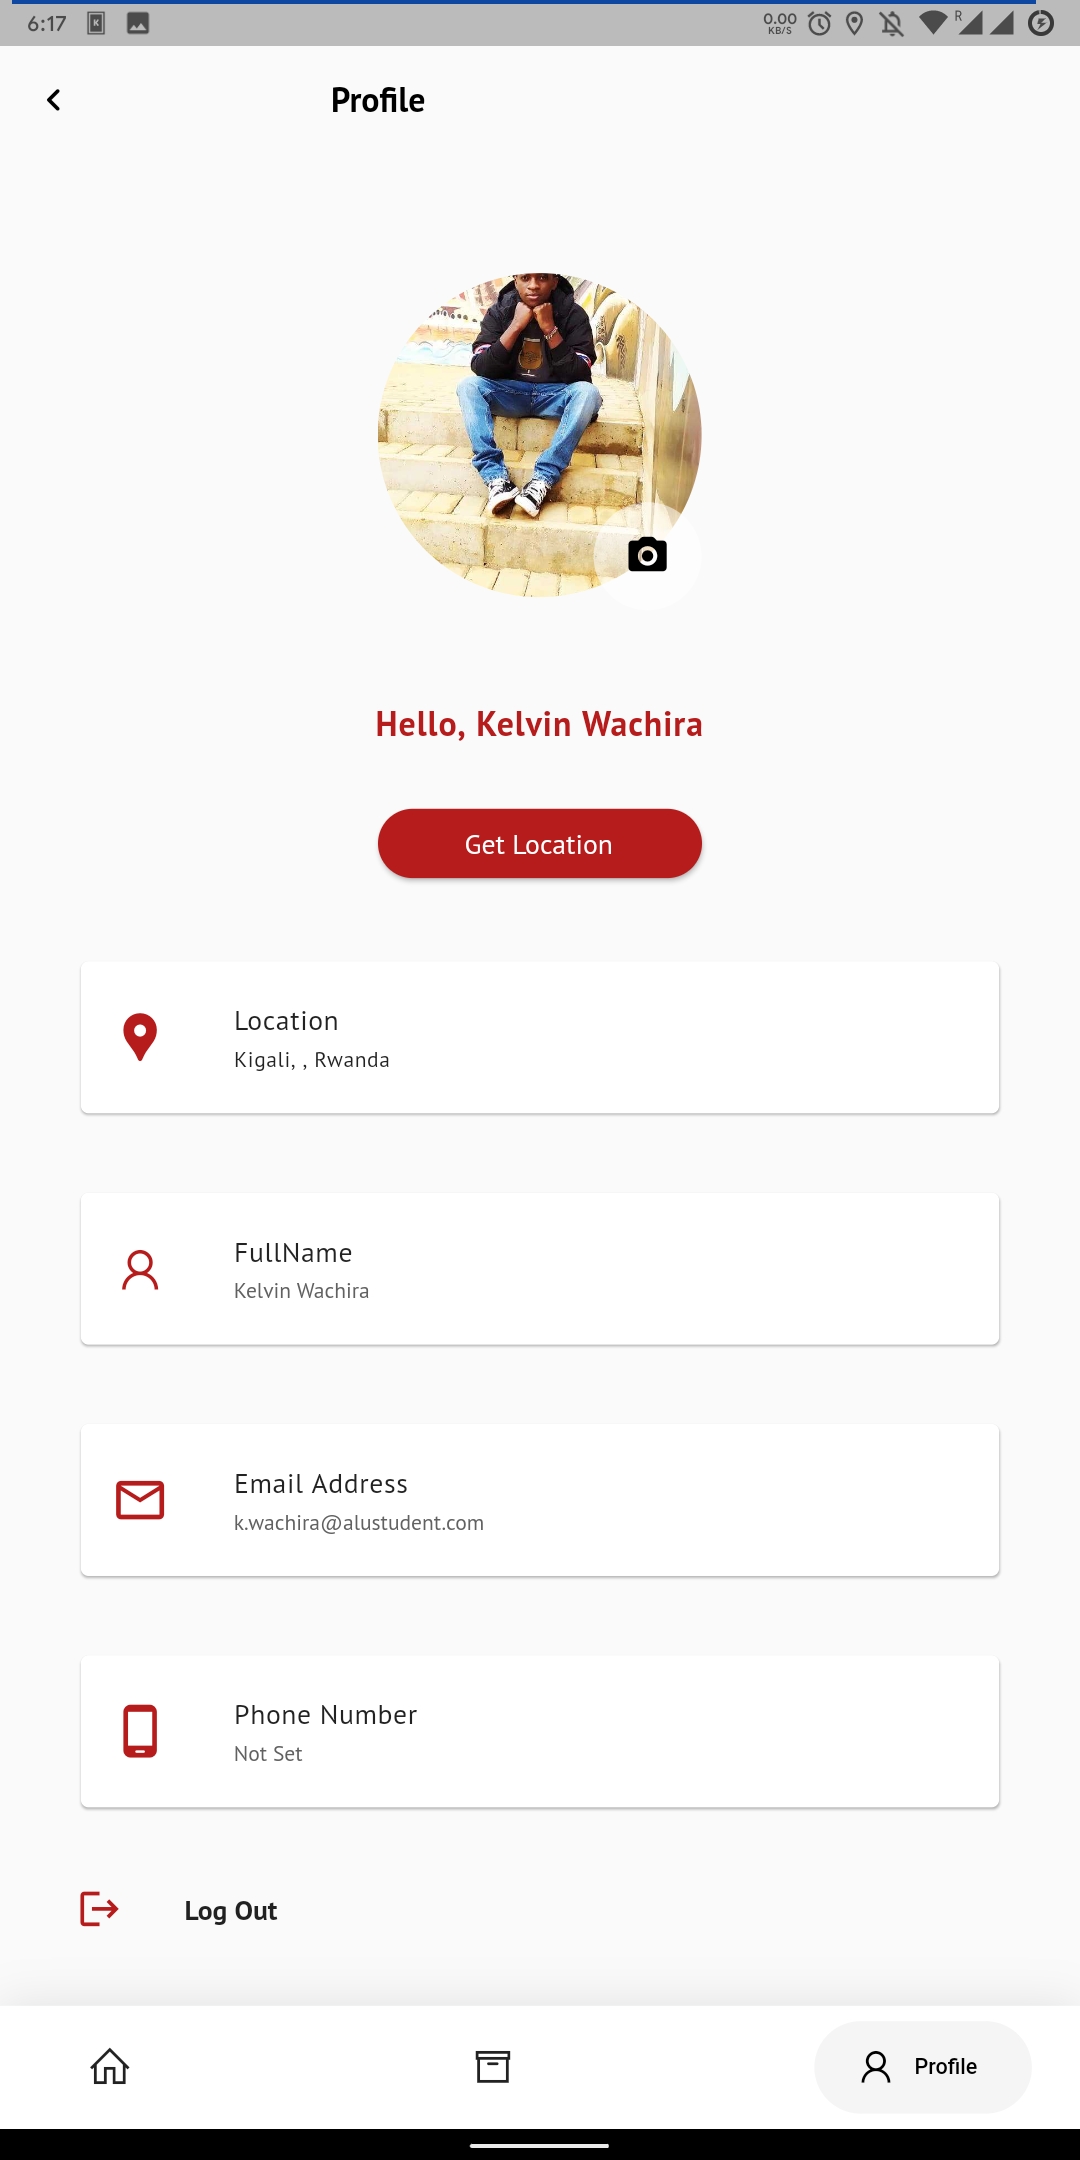 6:17
0.00
KB/S
R
Profile
Hello, Kelvin Wachira
Get Location
Location
Kigali, , Rwanda
FullName
Kelvin Wachira
Email Address
k.wachira@alustudent.com
Phone Number
Not Set
Log Out
Profile